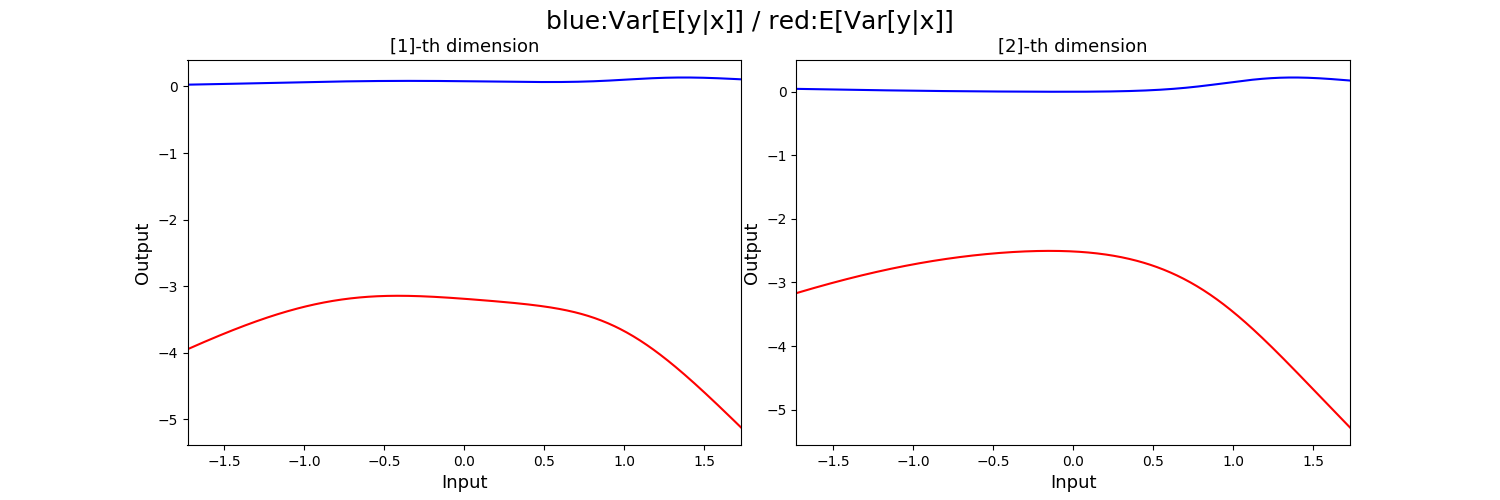 blue:Var[E[y|x]] / red:E[Var[y|x]]
[1]-th dimension
0
−1
−2
−3
−4
−5
Output
−1.5 −1.0 −0.5 0.0 0.5 1.0 1.5
Input
[2]-th dimension
0
−1
−2
−3
−4
−5
Output
−1.5 −1.0 −0.5 0.0 0.5 1.0 1.5
Input